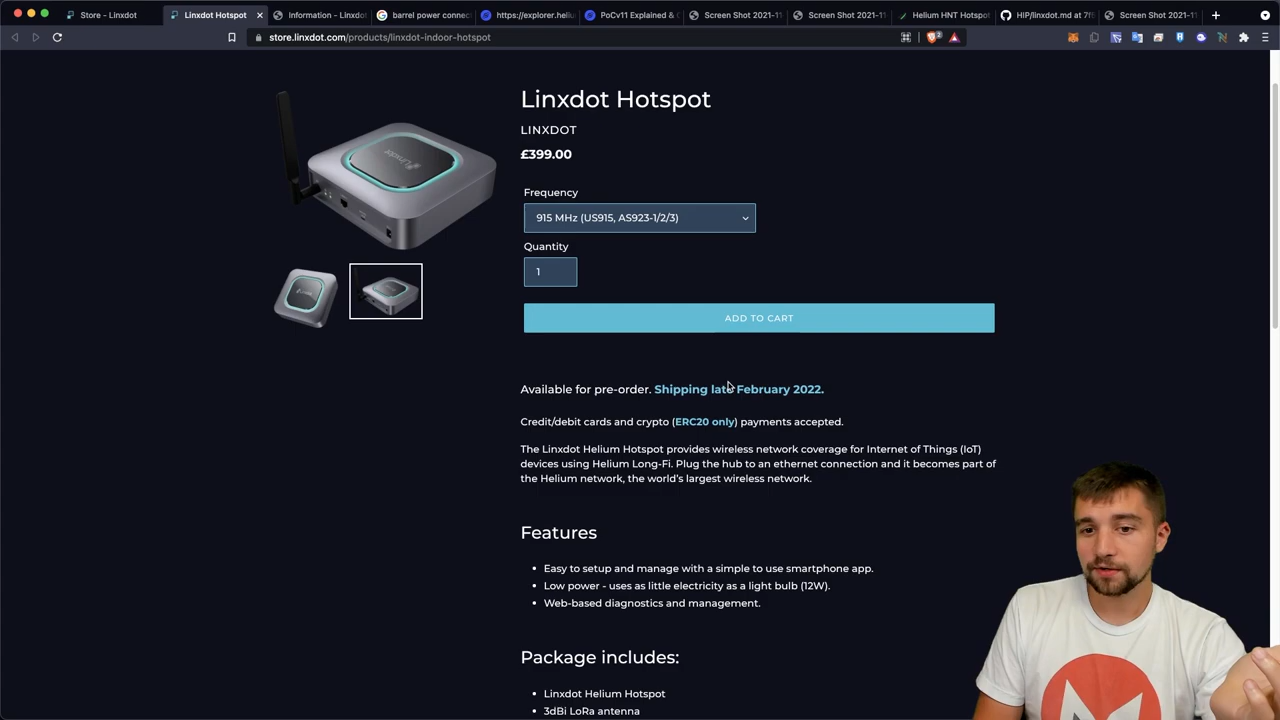 Store – Linxdot
Linxdot Hotspot
Information – Linxdot
barrel power connec
https://explorer.heliu
PoCv11 Explained &
Screen Shot 2021-11
Screen Shot 2021-11
Helium HNT Hotspot
HIP/linxdot.md at 7f
Screen Shot 2021-11
store.linxdot.com/products/linxdot-indoor-hotspot
2
Linxdot Hotspot
LINXDOT
£399.00
Frequency
915 MHz (US915, AS923-1/2/3)
Quantity
1
ADD TO CART
Available for pre-order. Shipping late February 2022.
Credit/debit cards and crypto (ERC20 only) payments accepted.
The Linxdot Helium Hotspot provides wireless network coverage for Internet of Things (IoT)
devices using Helium Long-Fi. Plug the hub to an ethernet connection and it becomes part of
the Helium network, the world's largest wireless network.
Features
Easy to setup and manage with a simple to use smartphone app.
Low power - uses as little electricity as a light bulb (12W).
Web-based diagnostics and management.
Package includes:
Linxdot Helium Hotspot
3dBi LoRa antenna